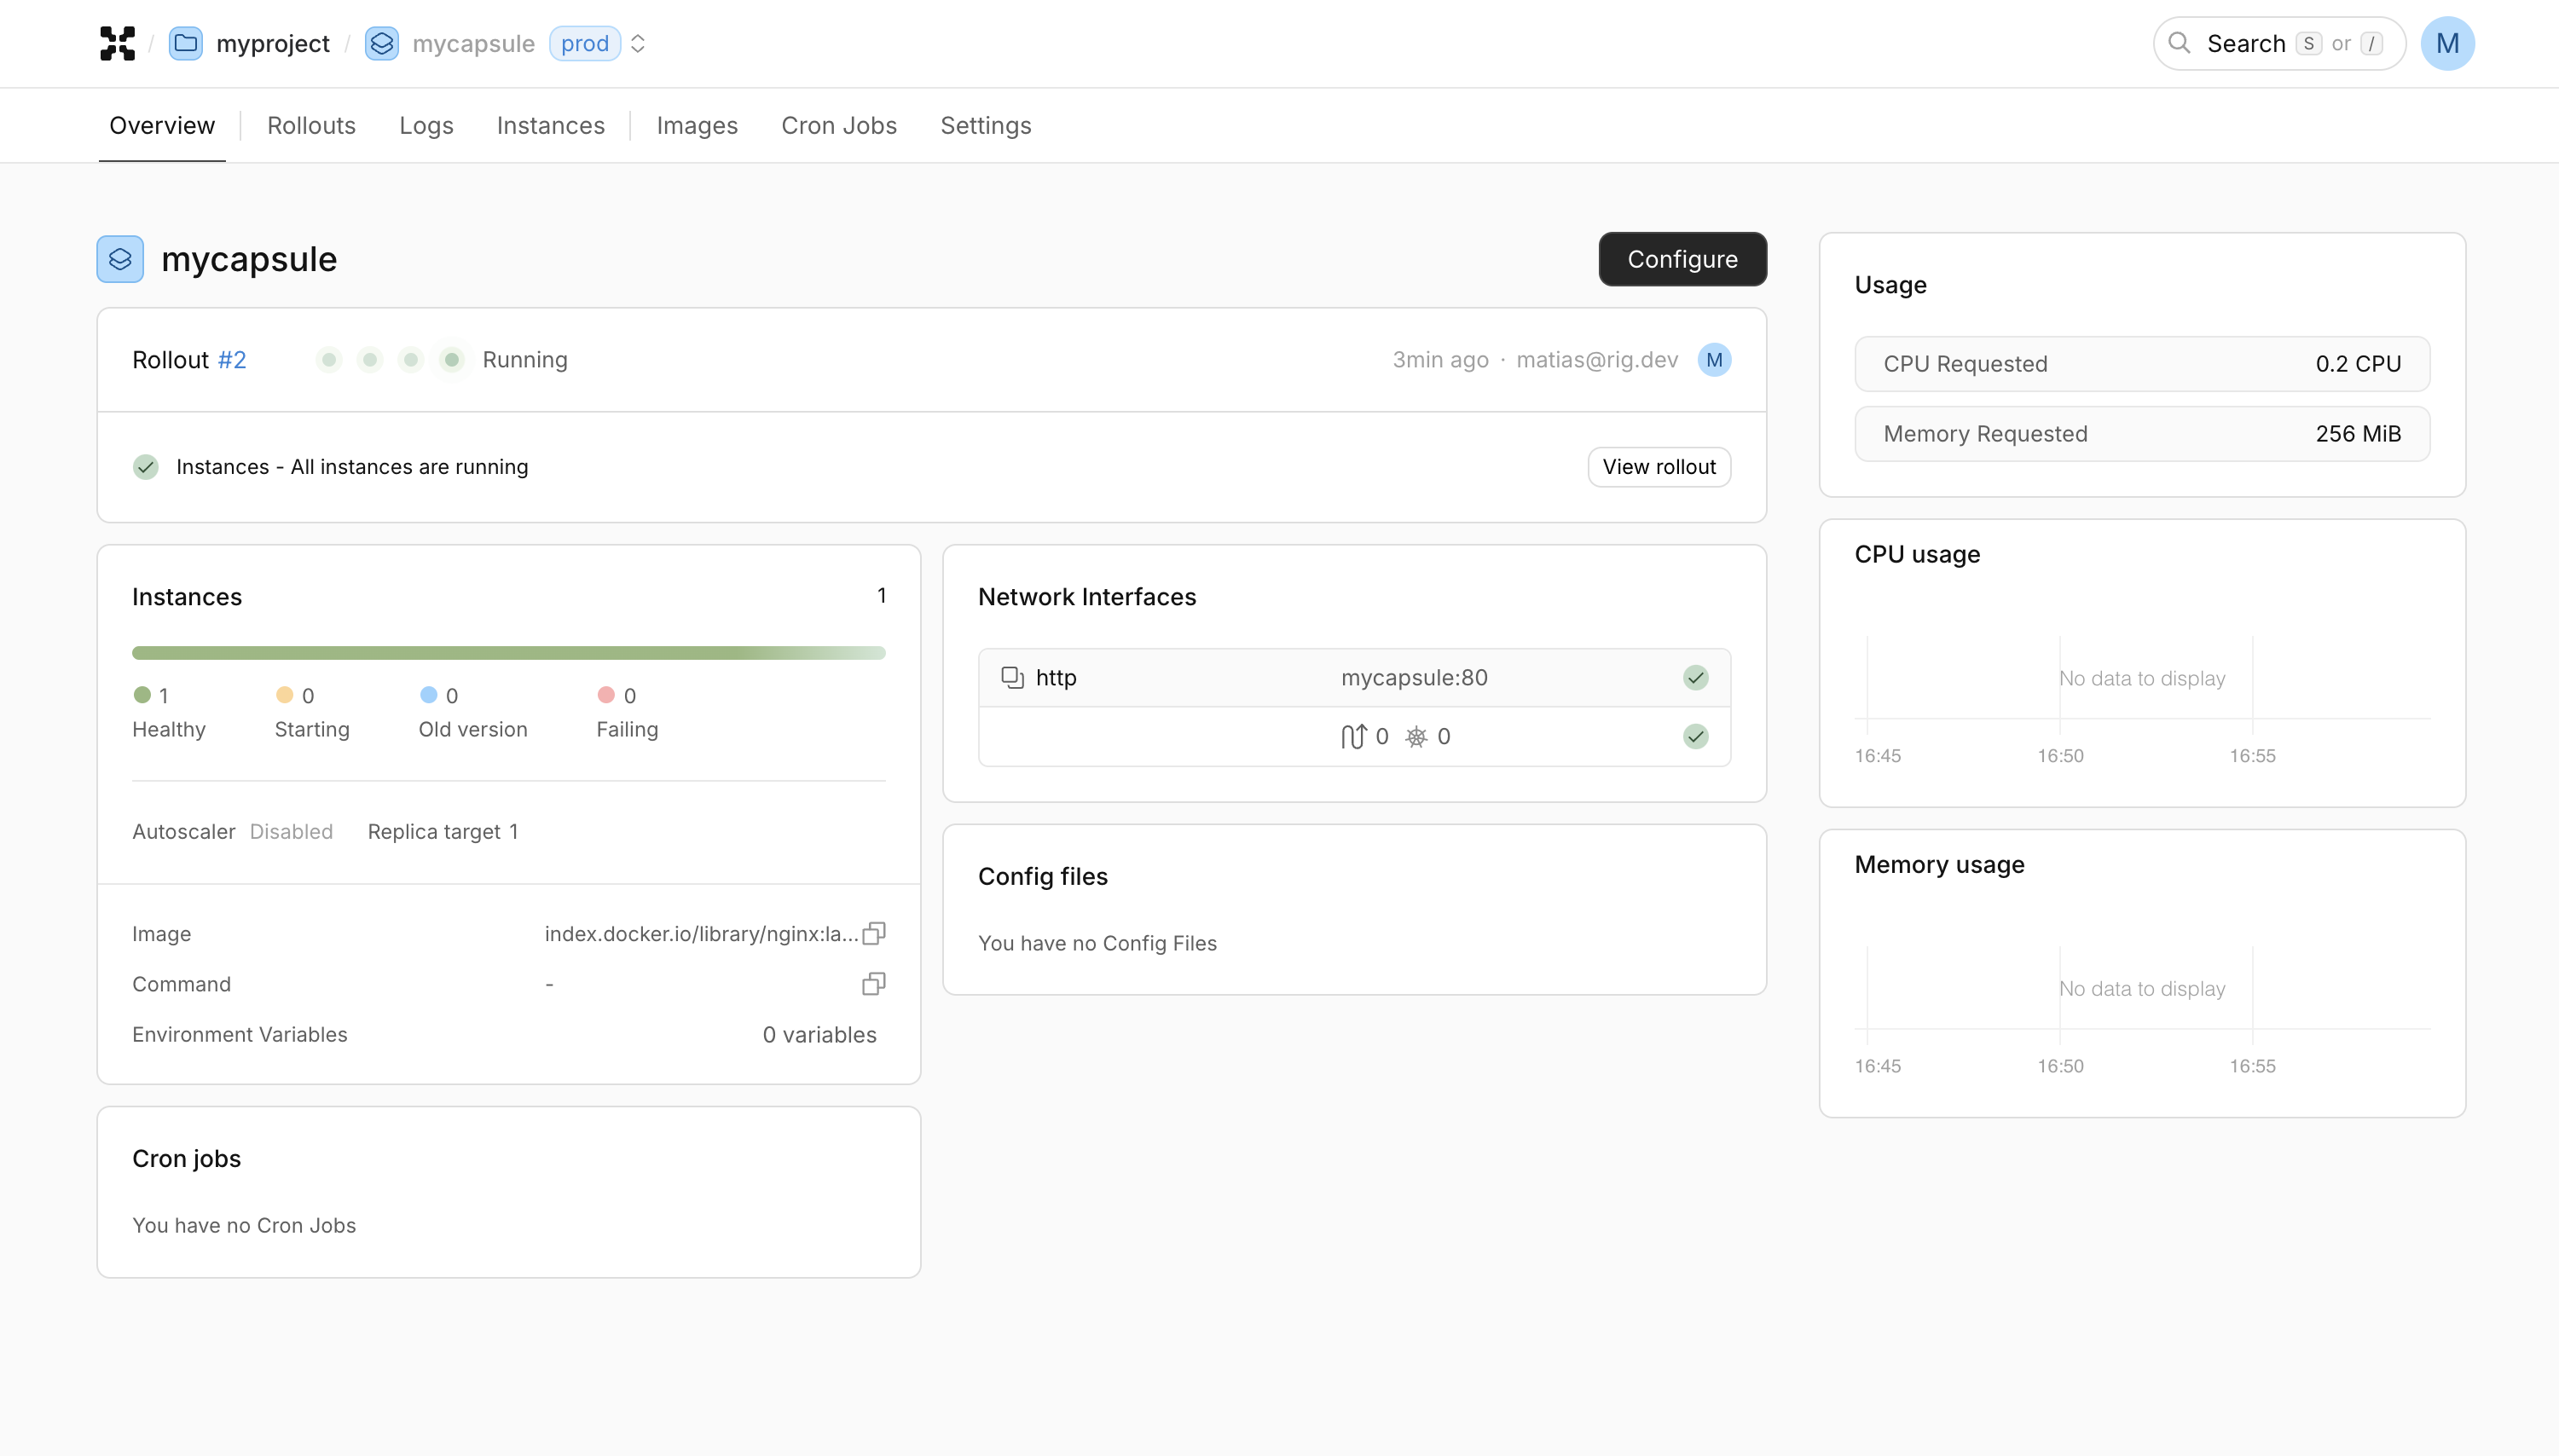 / myproject / mycapsule prod
Search S or /
M
Overview Rollouts Logs Instances Images Cron Jobs Settings
mycapsule
Configure
Rollout #2 Running 3min ago · matias@rig.dev M
Instances - All instances are running View rollout
Instances 1
1 0 0 0
Healthy Starting Old version Failing
Autoscaler Disabled Replica target 1
Image index.docker.io/library/nginx:la...
Command -
Environment Variables 0 variables
Cron jobs
You have no Cron Jobs
Network Interfaces
http mycapsule:80
0 0
Config files
You have no Config Files
Usage
CPU Requested 0.2 CPU
Memory Requested 256 MiB
CPU usage
No data to display
16:45 16:50 16:55
Memory usage
No data to display
16:45 16:50 16:55